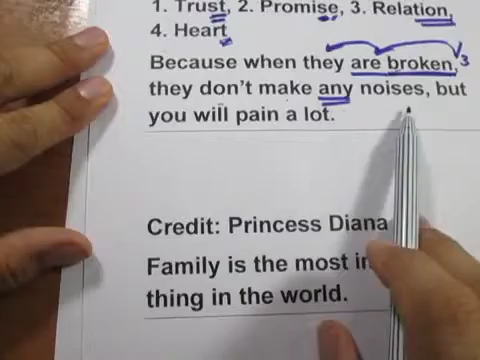 1. Trust, 2. Promise, 3. Relation,
4. Heart
Because when they are broken, 3
they don't make any noises, but
you will pain a lot.
Credit: Princess Diana
Family is the most
thing in the world.